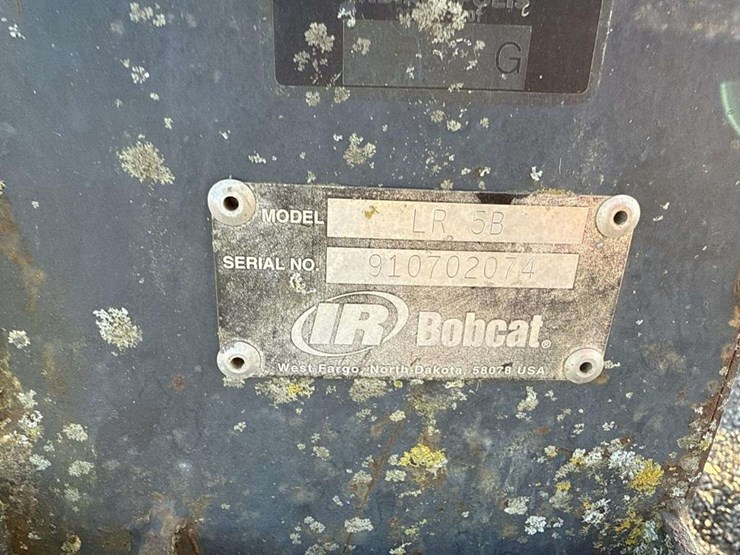 G
MODEL LR 5B
SERIAL NO. 910702074
IR Bobcat®
West Fargo, North Dakota, 58078 USA